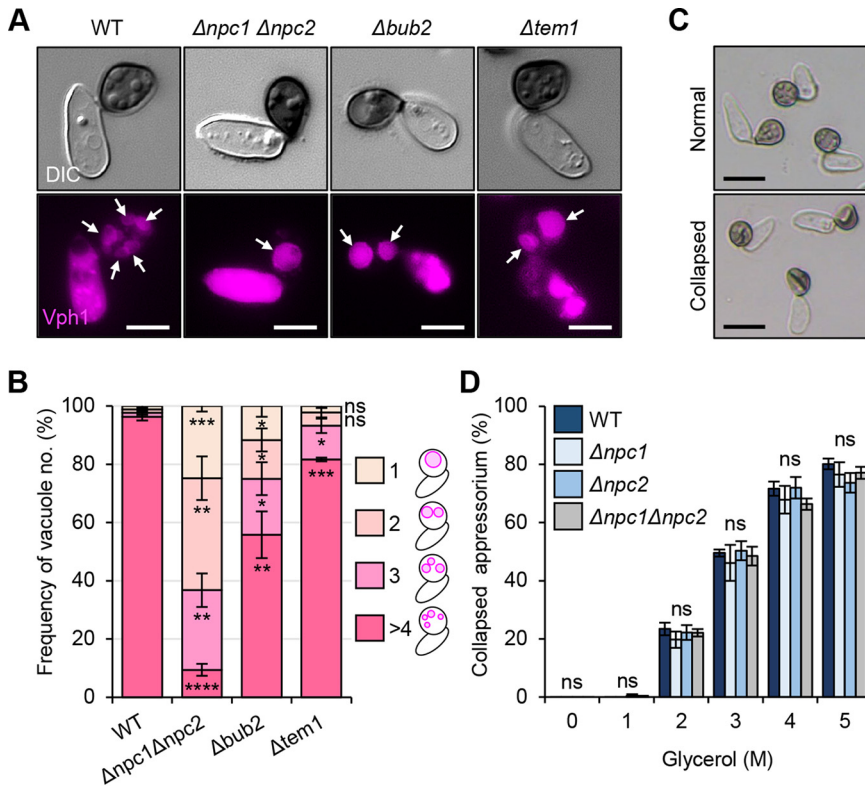 A
WT
Δnpc1 Δnpc2
Δbub2
Δtem1
DIC
Vph1
C
Normal
Collapsed
B
Frequency of vacuole no. (%)
100
80
60
40
20
0
***
**
**
****
*
*
*
**
ns
ns
*
***
WT
Δnpc1Δnpc2
Δbub2
Δtem1
1
2
3
>4
D
Collapsed appressorium (%)
100
80
60
40
20
0
WT
Δnpc1
Δnpc2
Δnpc1Δnpc2
ns
ns
ns
ns
ns
ns
0 1 2 3 4 5
Glycerol (M)